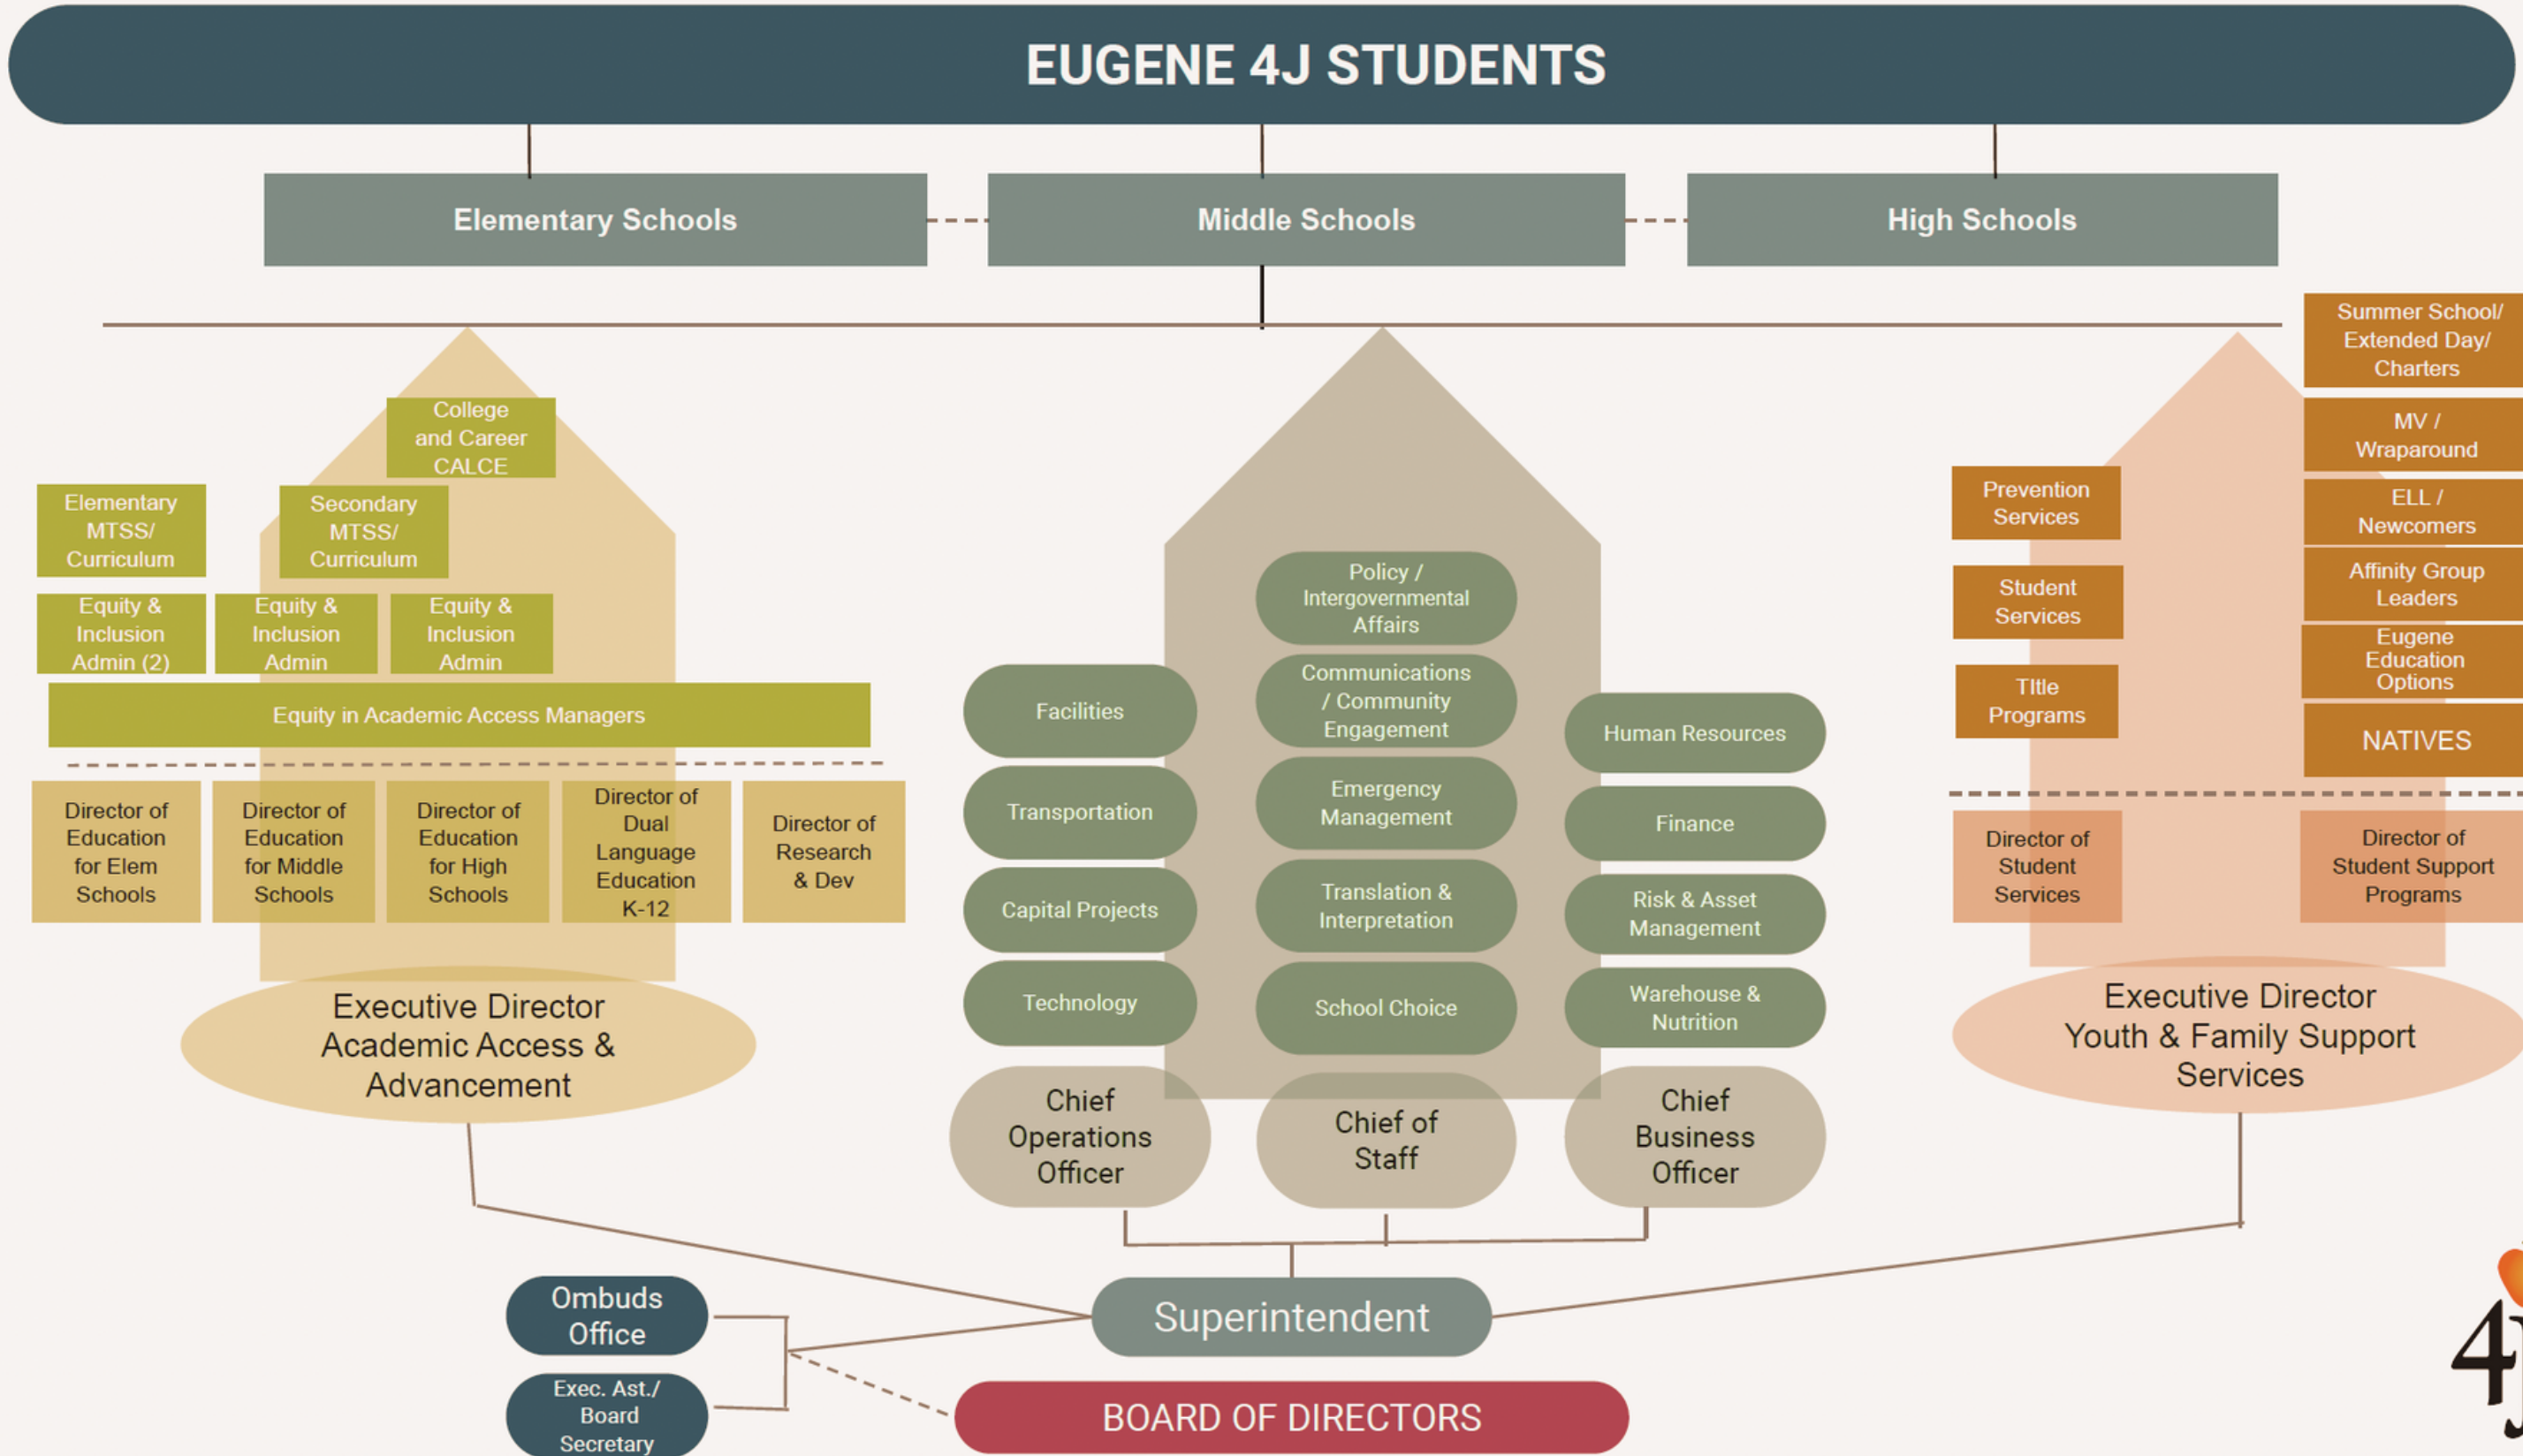 EUGENE 4J STUDENTS
Elementary Schools
Middle Schools
High Schools
College
and Career
CALCE
Elementary
MTSS/
Curriculum
Secondary
MTSS/
Curriculum
Equity &
Inclusion
Admin (2)
Equity &
Inclusion
Admin
Equity &
Inclusion
Admin
Equity in Academic Access Managers
Director of
Education
for Elem
Schools
Director of
Education
for Middle
Schools
Director of
Education
for High
Schools
Director of
Dual
Language
Education
K-12
Director of
Research
& Dev
Executive Director
Academic Access &
Advancement
Facilities
Transportation
Capital Projects
Technology
Chief
Operations
Officer
Policy /
Intergovernmental
Affairs
Communications
/ Community
Engagement
Emergency
Management
Translation &
Interpretation
School Choice
Chief of
Staff
Human Resources
Finance
Risk & Asset
Management
Warehouse &
Nutrition
Chief
Business
Officer
Prevention
Services
Student
Services
TItle
Programs
Director of
Student
Services
Summer School/
Extended Day/
Charters
MV /
Wraparound
ELL /
Newcomers
Affinity Group
Leaders
Eugene
Education
Options
NATIVES
Director of
Student Support
Programs
Executive Director
Youth & Family Support
Services
Ombuds
Office
Exec. Ast./
Board
Secretary
Superintendent
BOARD OF DIRECTORS
4J